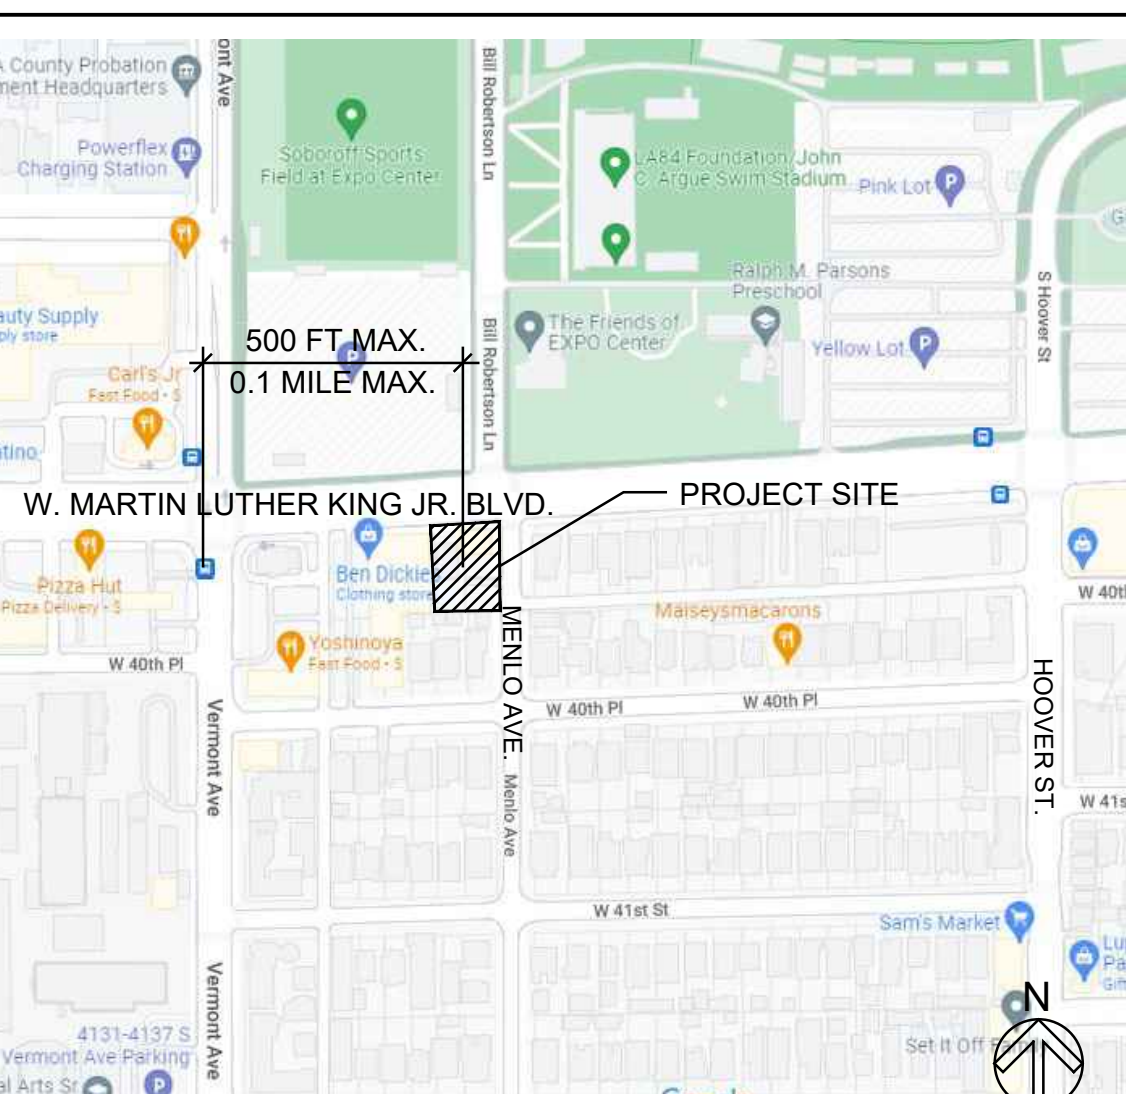 A County Probation
ment Headquarters
ont Ave
Bill Robertson Ln
Powerflex
Charging Station
Soboroff Sports
Field at Expo Center
LA84 Foundation/John
C. Argue Swim Stadium
Pink Lot
P
G
Ralph M. Parsons
Preschool
S Hoover St
auty Supply
ply store
The Friends of
EXPO Center
Bill Robertson Ln
Yellow Lot
P
500 FT MAX.
0.1 MILE MAX.
P
Carl's Jr
Fast Food • $
tino
W. MARTIN LUTHER KING JR. BLVD.
PROJECT SITE
Pizza Hut
Pizza Delivery • $
Ben Dickie
Clothing store
W 40th
Maiseysmacarons
MENLO AVE.
Yoshinoya
Fast Food • $
W 40th Pl
W 40th Pl
W 40th Pl
HOOVER ST.
Vermont Ave
Menlo Ave
W 41s
W 41st St
Sam's Market
Lu
Pa
Gif
Vermont Ave
N
4131-4137 S
Vermont Ave Parking
Set It Off Family
al Arts Sr
P